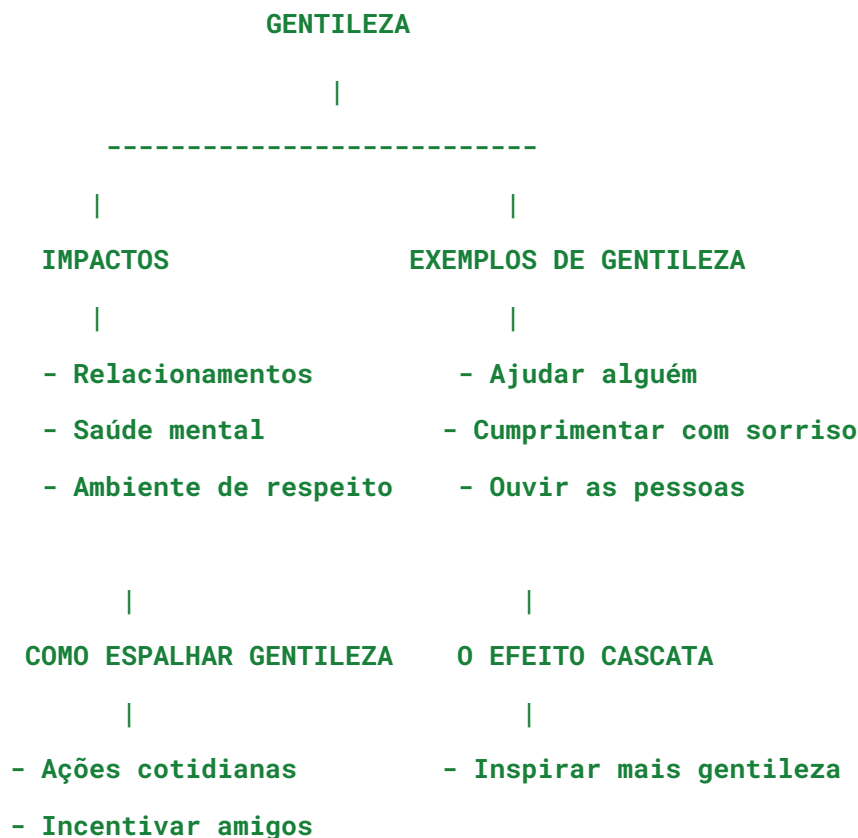 GENTILEZA
|
---------------------------
| |
IMPACTOS EXEMPLOS DE GENTILEZA
| |
- Relacionamentos - Ajudar alguém
- Saúde mental - Cumprimentar com sorriso
- Ambiente de respeito - Ouvir as pessoas
| |
COMO ESPALHAR GENTILEZA O EFEITO CASCATA
| |
- Ações cotidianas - Inspirar mais gentileza
- Incentivar amigos